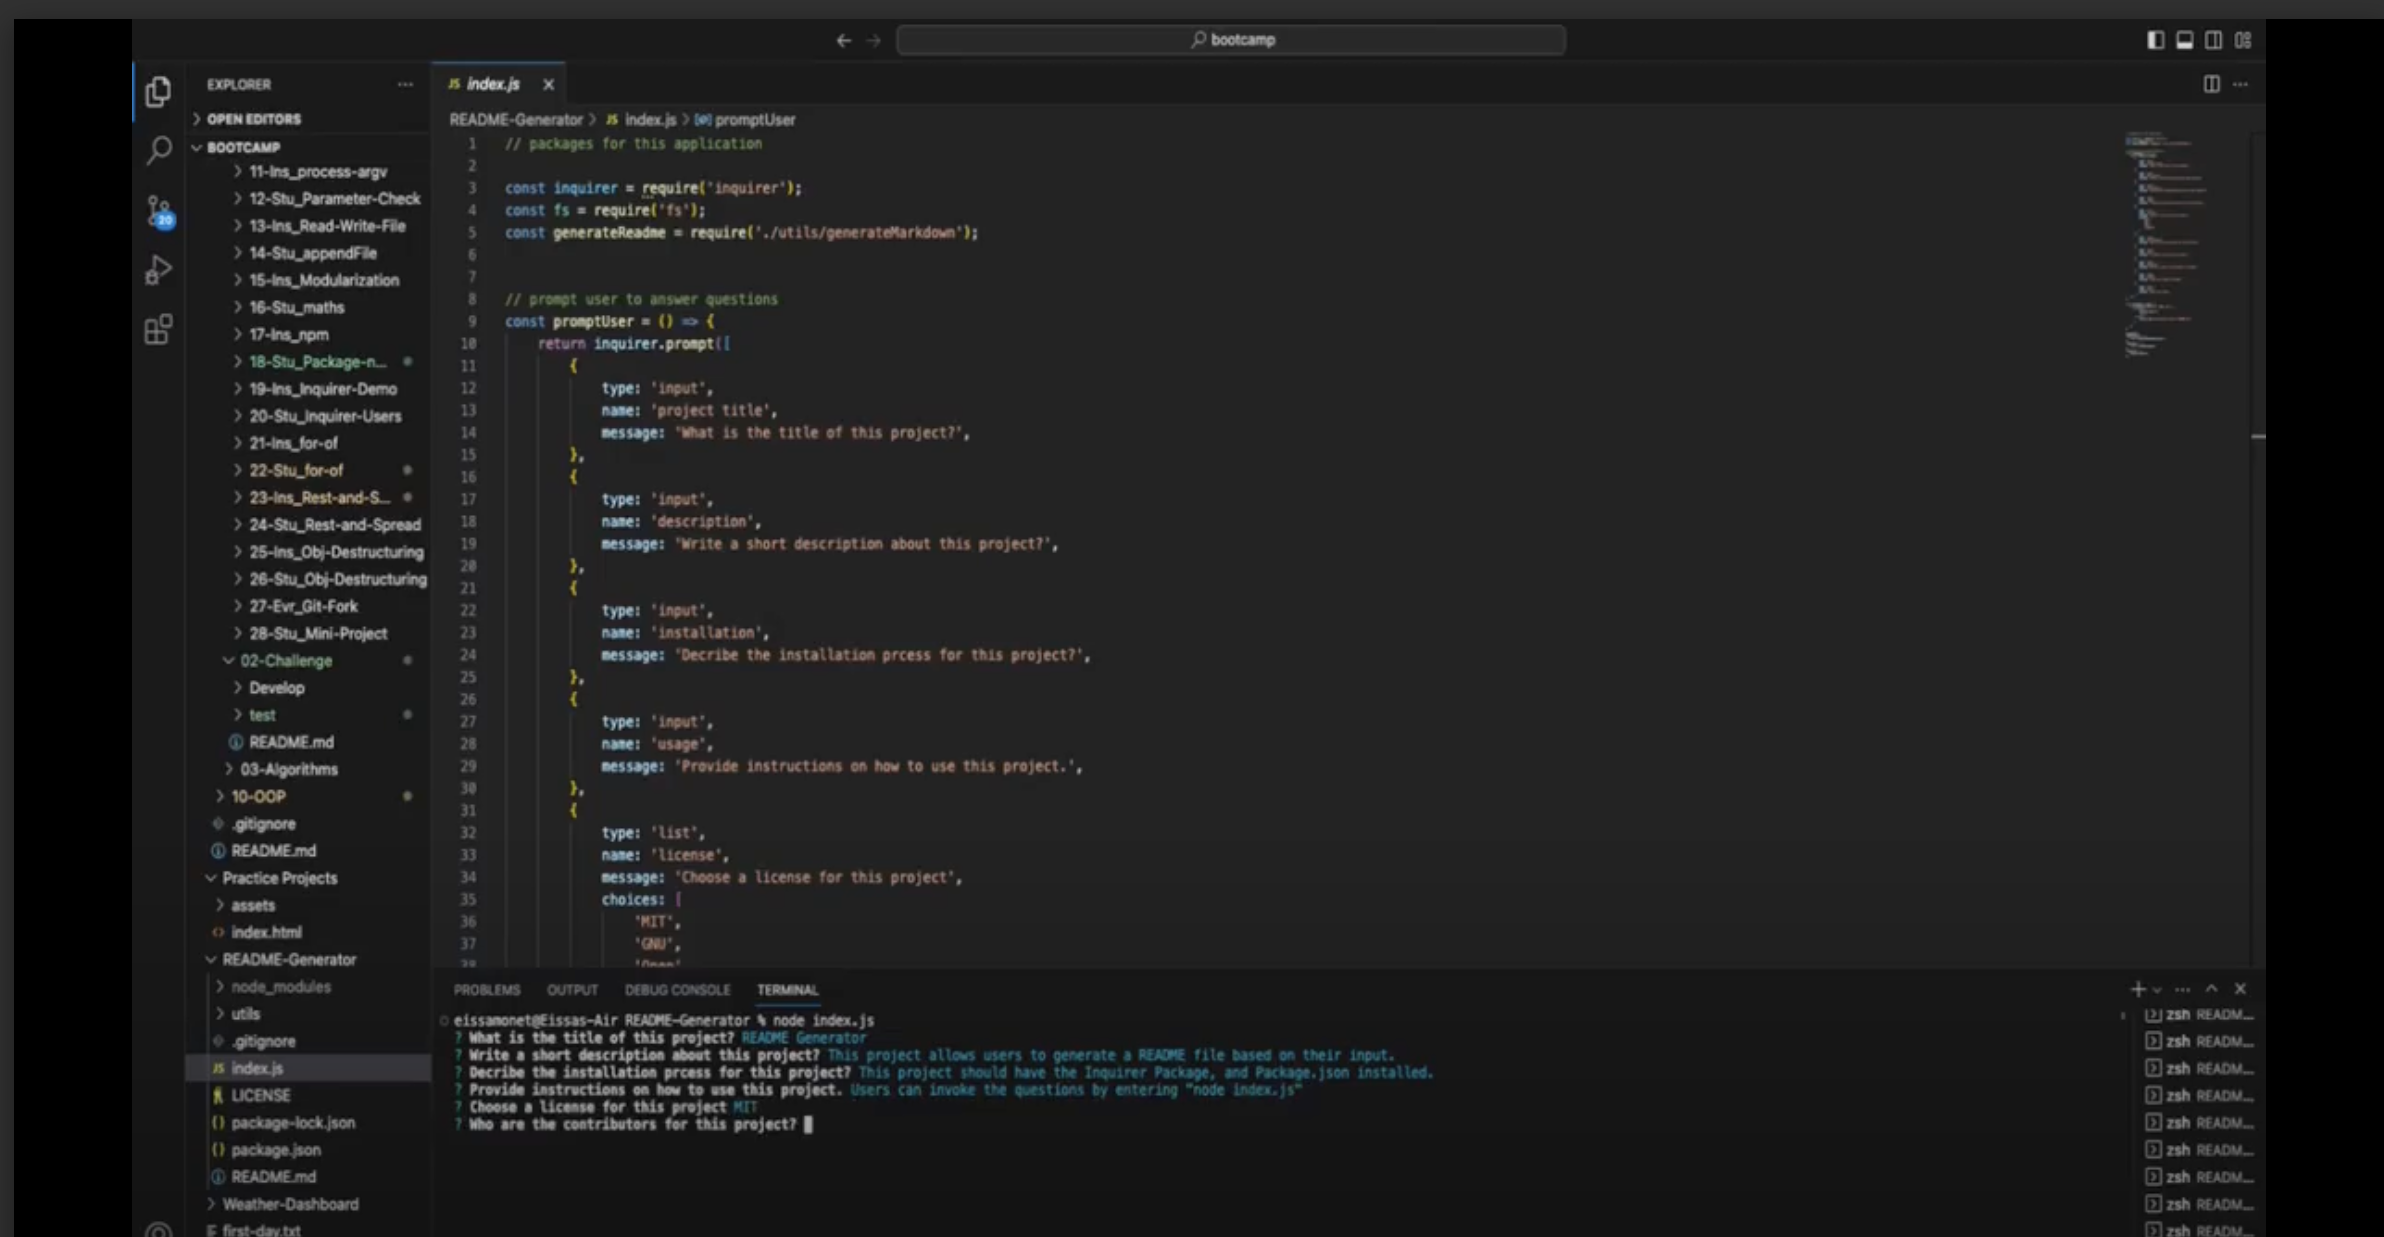 bootcamp
EXPLORER
OPEN EDITORS
BOOTCAMP
11-Ins_process-argv
12-Stu_Parameter-Check
13-Ins_Read-Write-File
14-Stu_appendFile
15-Ins_Modularization
16-Stu_maths
17-Ins_npm
18-Stu_Package-n...
19-Ins_Inquirer-Demo
20-Stu_Inquirer-Users
21-Ins_for-of
22-Stu_for-of
23-Ins_Rest-and-S...
24-Stu_Rest-and-Spread
25-Ins_Obj-Destructuring
26-Stu_Obj-Destructuring
27-Evr_Git-Fork
28-Stu_Mini-Project
02-Challenge
Develop
test
README.md
03-Algorithms
10-OOP
.gitignore
README.md
Practice Projects
assets
index.html
README-Generator
node_modules
utils
.gitignore
JS index.js
LICENSE
package-lock.json
package.json
README.md
Weather-Dashboard
first-day.txt
20
JS index.js
README-Generator > JS index.js > promptUser
1 // packages for this application
2
3 const inquirer = require('inquirer');
4 const fs = require('fs');
5 const generateReadme = require('./utils/generateMarkdown');
6
7
8 // prompt user to answer questions
9 const promptUser = () => {
10 return inquirer.prompt([
11 {
12 type: 'input',
13 name: 'project title',
14 message: 'What is the title of this project?',
15 },
16 {
17 type: 'input',
18 name: 'description',
19 message: 'Write a short description about this project?',
20 },
21 {
22 type: 'input',
23 name: 'installation',
24 message: 'Decribe the installation prcess for this project?',
25 },
26 {
27 type: 'input',
28 name: 'usage',
29 message: 'Provide instructions on how to use this project.',
30 },
31 {
32 type: 'list',
33 name: 'license',
34 message: 'Choose a license for this project',
35 choices: [
36 'MIT',
37 'GNU',
38 'Open'
PROBLEMS OUTPUT DEBUG CONSOLE TERMINAL
eissamonet@Eissas-Air README-Generator % node index.js
? What is the title of this project? README Generator
? Write a short description about this project? This project allows users to generate a README file based on their input.
? Decribe the installation prcess for this project? This project should have the Inquirer Package, and Package.json installed.
? Provide instructions on how to use this project. Users can invoke the questions by entering "node index.js"
? Choose a license for this project MIT
? Who are the contributors for this project?
zsh READM...
zsh READM...
zsh READM...
zsh READM...
zsh READM...
zsh READM...
zsh READM...
zsh READM...
zsh READM...